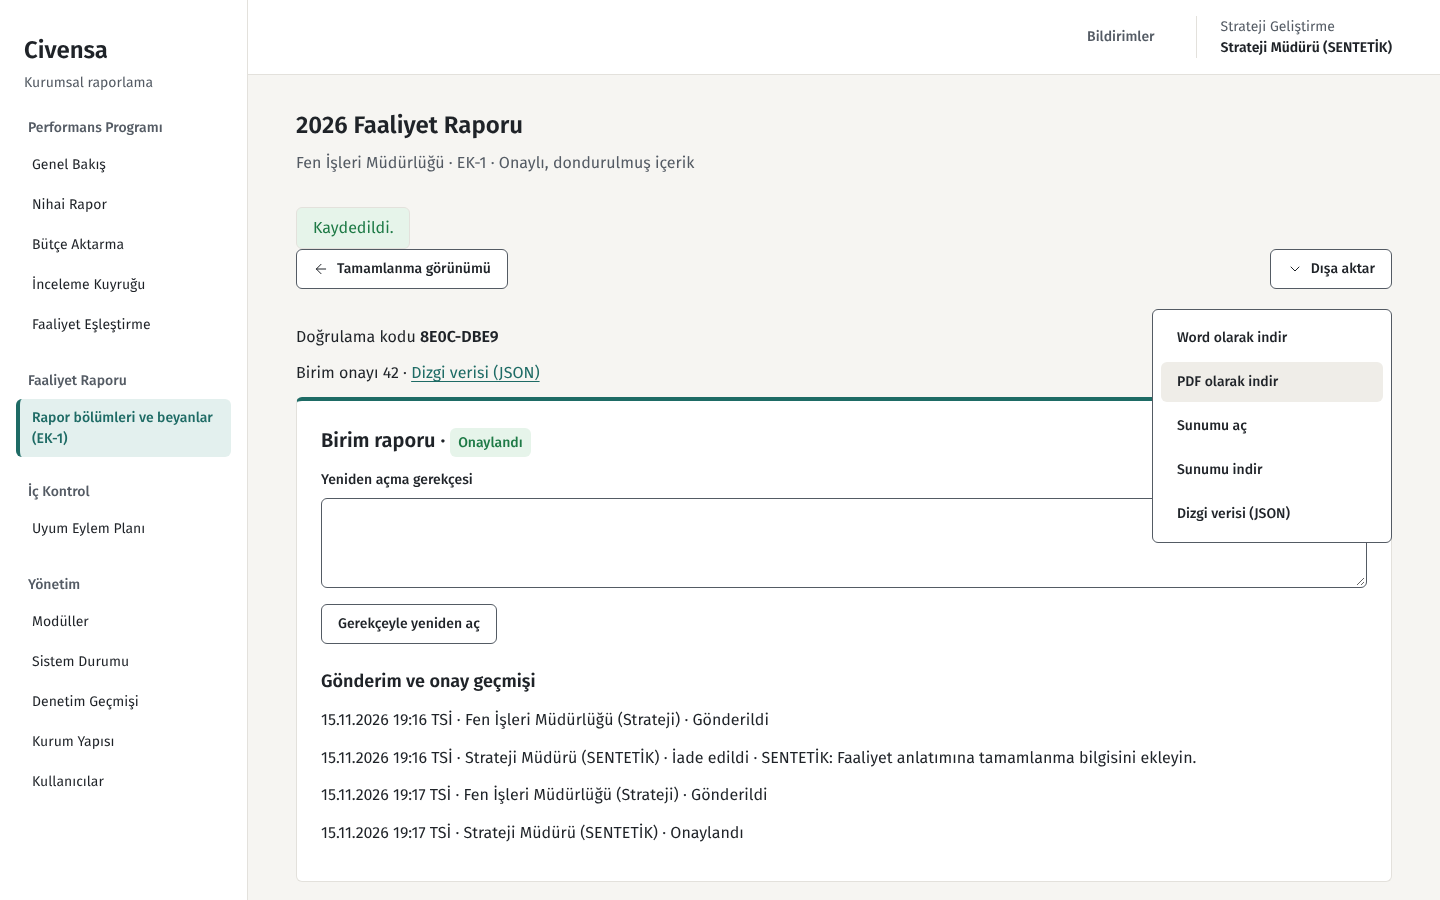 Civensa
Kurumsal raporlama
Performans Programı
Genel Bakış
Nihai Rapor
Bütçe Aktarma
İnceleme Kuyruğu
Faaliyet Eşleştirme
Faaliyet Raporu
Rapor bölümleri ve beyanlar
(EK-1)
İç Kontrol
Uyum Eylem Planı
Yönetim
Modüller
Sistem Durumu
Denetim Geçmişi
Kurum Yapısı
Kullanıcılar
Bildirimler
Strateji Geliştirme
Strateji Müdürü (SENTETİK)
2026 Faaliyet Raporu
Fen İşleri Müdürlüğü · EK-1 · Onaylı, dondurulmuş içerik
Kaydedildi.
Tamamlanma görünümü
Dışa aktar
Word olarak indir
PDF olarak indir
Sunumu aç
Sunumu indir
Dizgi verisi (JSON)
Doğrulama kodu 8E0C-DBE9
Birim onayı 42 · Dizgi verisi (JSON)
Birim raporu · Onaylandı
Yeniden açma gerekçesi
Gerekçeyle yeniden aç
Gönderim ve onay geçmişi
15.11.2026 19:16 TSİ · Fen İşleri Müdürlüğü (Strateji) · Gönderildi
15.11.2026 19:16 TSİ · Strateji Müdürü (SENTETİK) · İade edildi · SENTETİK: Faaliyet anlatımına tamamlanma bilgisini ekleyin.
15.11.2026 19:17 TSİ · Fen İşleri Müdürlüğü (Strateji) · Gönderildi
15.11.2026 19:17 TSİ · Strateji Müdürü (SENTETİK) · Onaylandı